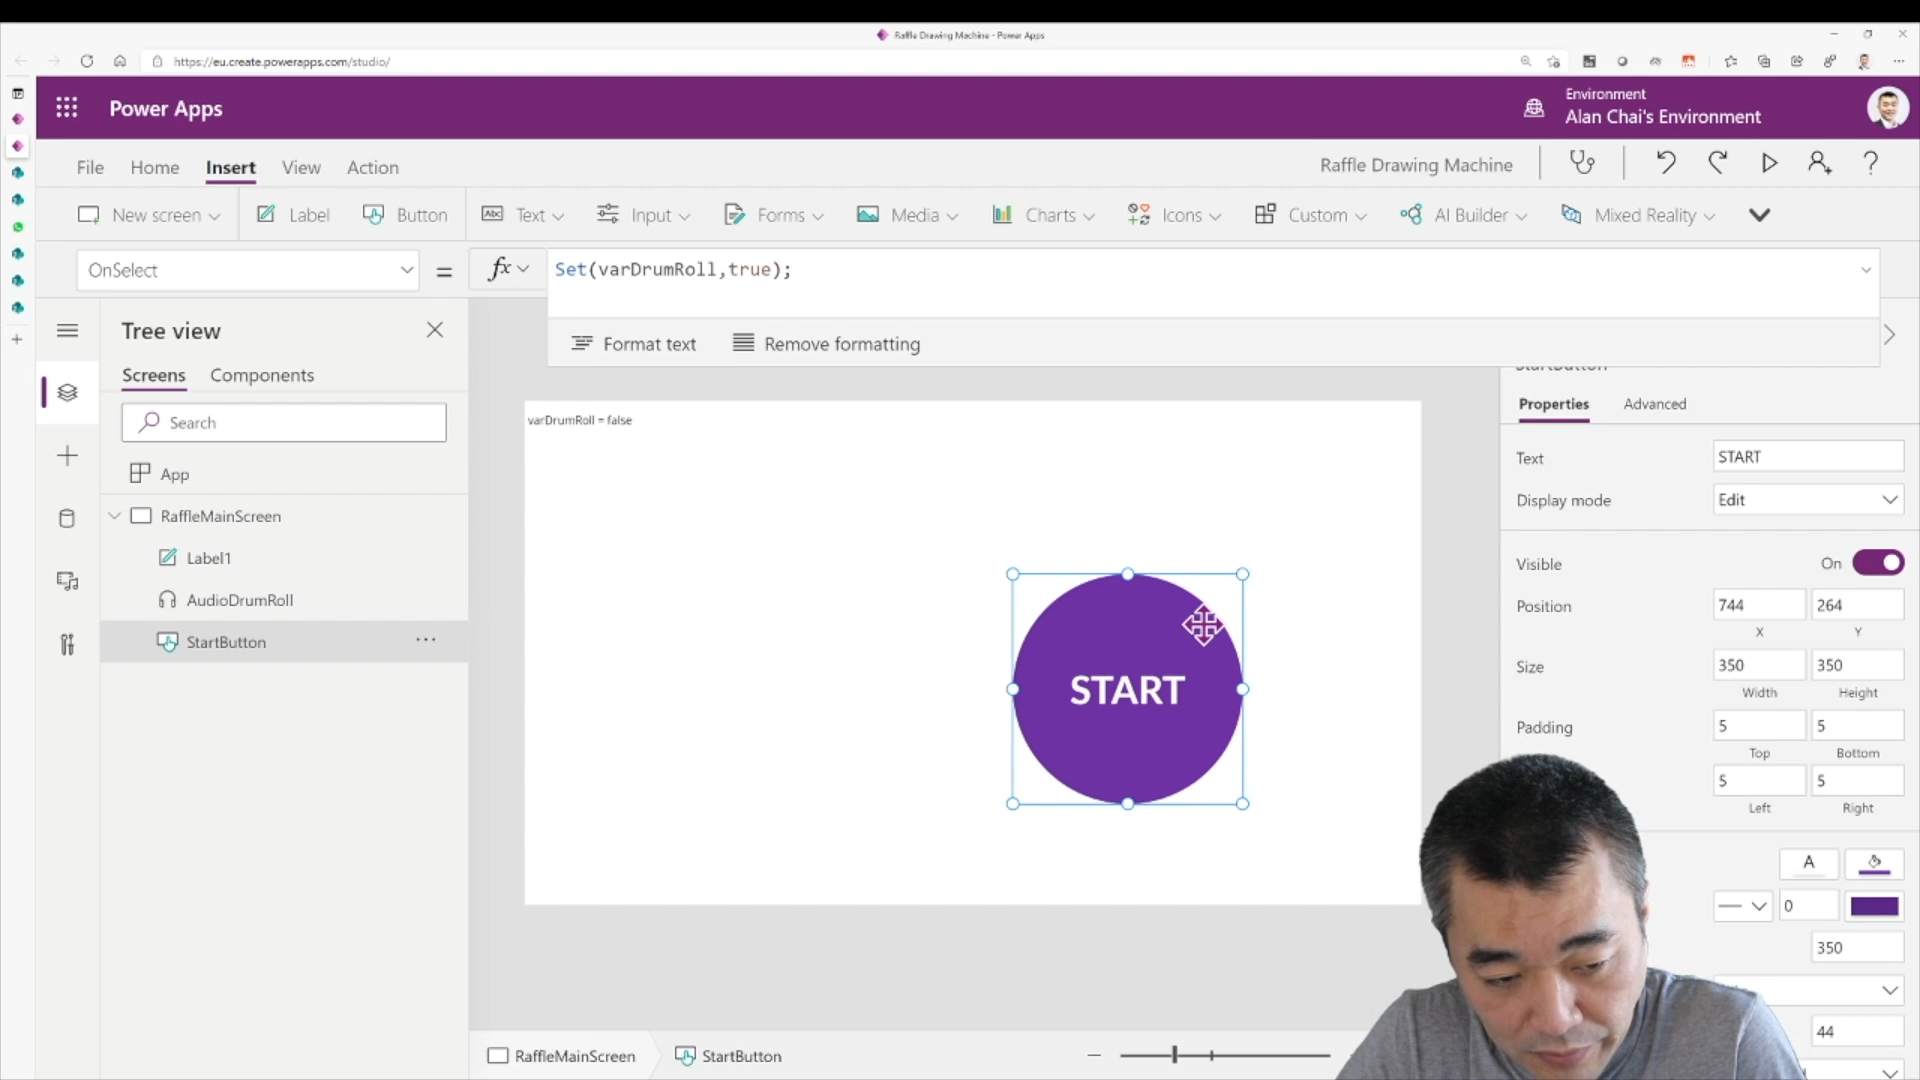 Raffle Drawing Machine - Power Apps
https://eu.create.powerapps.com/studio/
Power Apps
Environment
Alan Chai's Environment
File Home Insert View Action
Raffle Drawing Machine
New screen Label Button Text Input Forms Media Charts Icons Custom AI Builder Mixed Reality
OnSelect = fx Set(varDrumRoll,true);
Format text Remove formatting
Tree view
Screens Components
Search
App
RaffleMainScreen
Label1
AudioDrumRoll
StartButton
varDrumRoll = false
START
StartButton
Properties Advanced
Text START
Display mode Edit
Visible On
Position 744 264
X Y
Size 350 350
Width Height
Padding 5 5
Top Bottom
5 5
Left Right
A
0
350
44
RaffleMainScreen StartButton